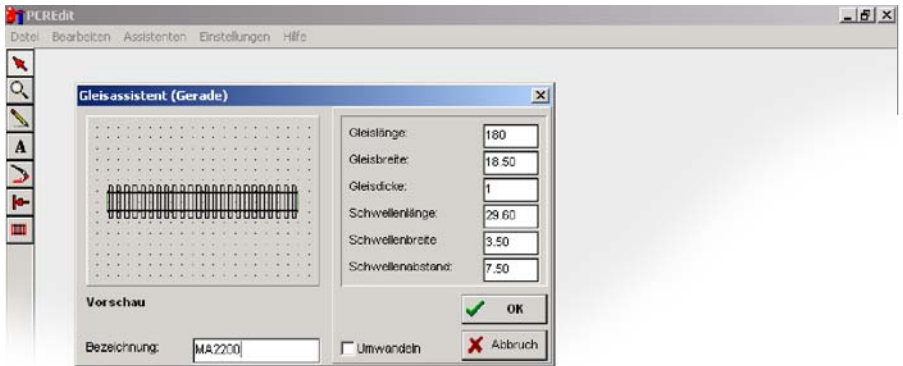 PCREdit
Datei Bearbeiten Assistenten Einstellungen Hilfe
A
Gleisassistent (Gerade)
Gleislänge: 180
Gleisbreite: 18.50
Gleisdicke: 1
Schwellenlänge: 29.60
Schwellenbreite 3.50
Schwellenabstand: 7.50
Vorschau
OK
Bezeichnung: MA2200
Umwandeln
Abbruch